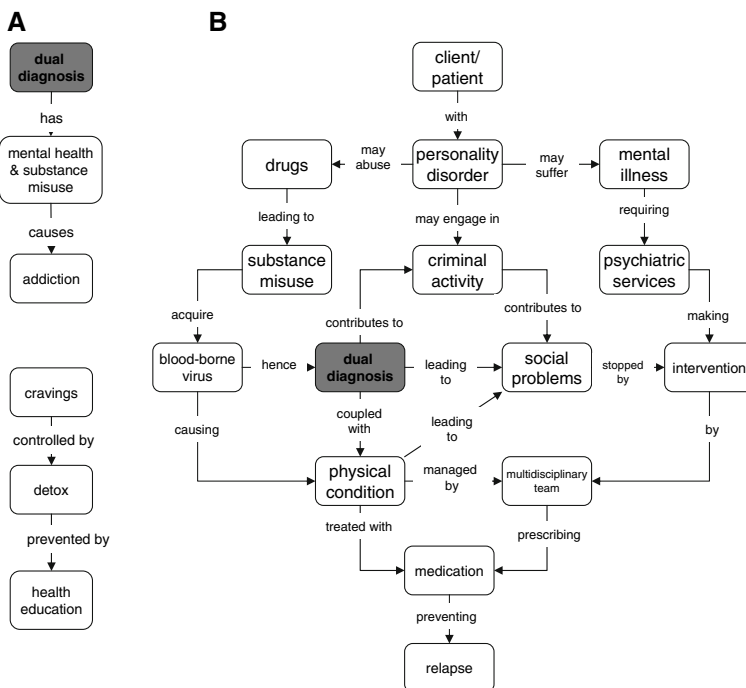 A
dual
diagnosis
has
mental health
& substance
misuse
causes
addiction
cravings
controlled by
detox
prevented by
health
education
B
client/
patient
with
drugs
may
abuse
personality
disorder
may
suffer
mental
illness
leading to
may engage in
requiring
substance
misuse
criminal
activity
psychiatric
services
acquire
contributes to
contributes to
making
blood-borne
virus
hence
dual
diagnosis
leading
to
social
problems
stopped
by
intervention
causing
coupled
with
leading
to
by
physical
condition
managed
by
multidisciplinary
team
treated with
prescribing
medication
preventing
relapse